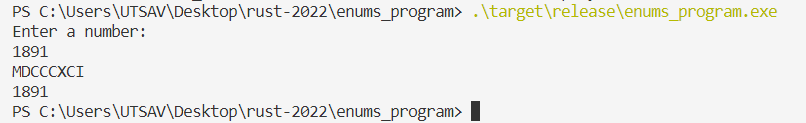 PS C:\Users\UTSAV\Desktop\rust-2022\enums_program> .\target\release\enums_program.exe
Enter a number:
1891
MDCCCXCI
1891
PS C:\Users\UTSAV\Desktop\rust-2022\enums_program>